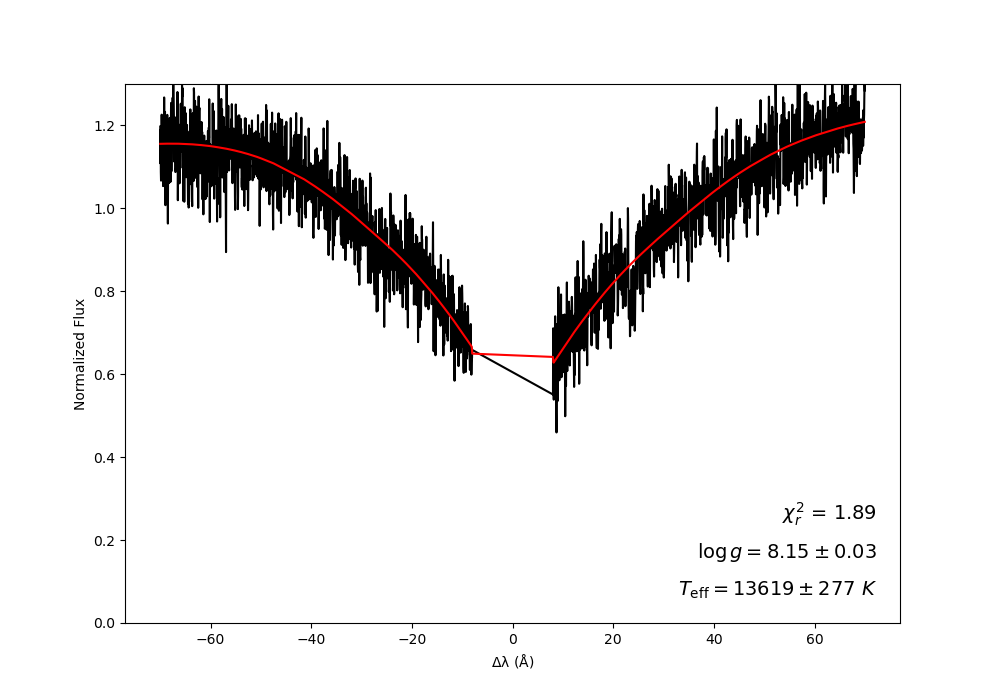 1.2
1.0
0.8
0.6
0.4
0.2
0.0
Normalized Flux
χ²ᵣ = 1.89
log g = 8.15 ± 0.03
T_eff = 13619 ± 277 K
−60 −40 −20 0 20 40 60
Δλ (Å)